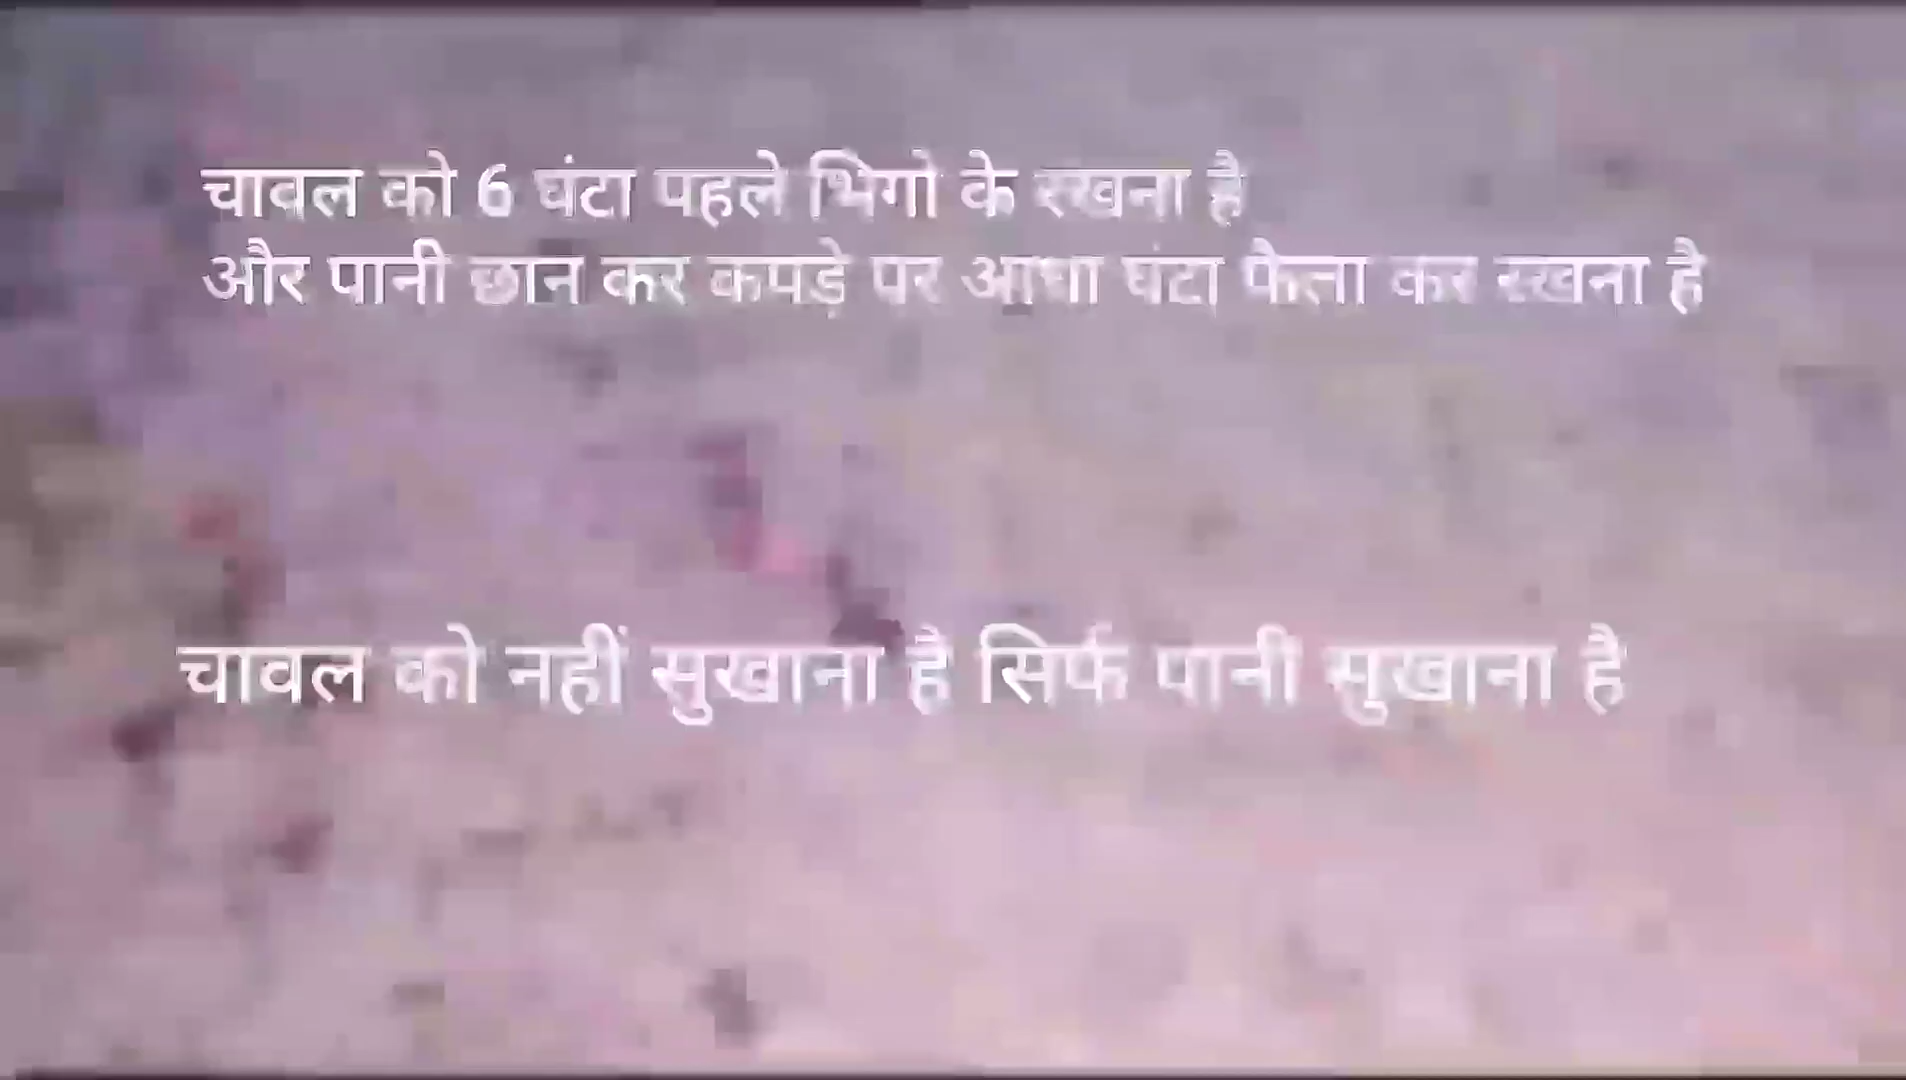 चावल को 6 घंटा पहले भिगो के रखना है
और पानी छान कर कपड़े पर आधा घंटा फैला कर रखना है
चावल को नहीं सुखाना है सिर्फ पानी सुखाना है